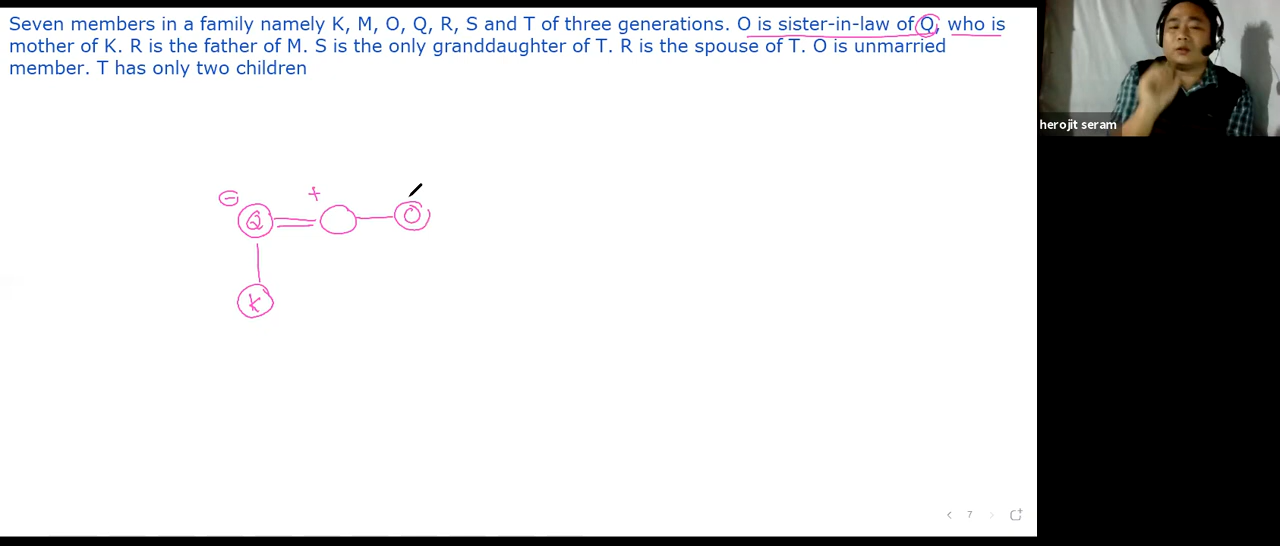 Seven members in a family namely K, M, O, Q, R, S and T of three generations. O is sister-in-law of Q, who is
mother of K. R is the father of M. S is the only granddaughter of T. R is the spouse of T. O is unmarried
member. T has only two children
herojit seram
- +
Q O
K
7